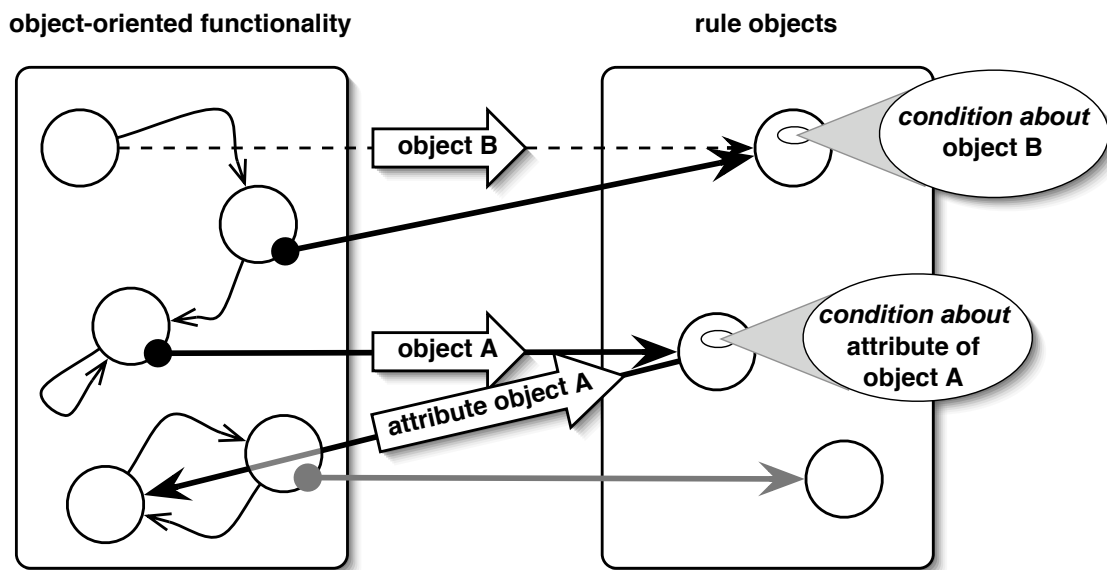 object-oriented functionality
rule objects
object B
condition about
object B
object A
attribute object A
condition about
attribute of
object A